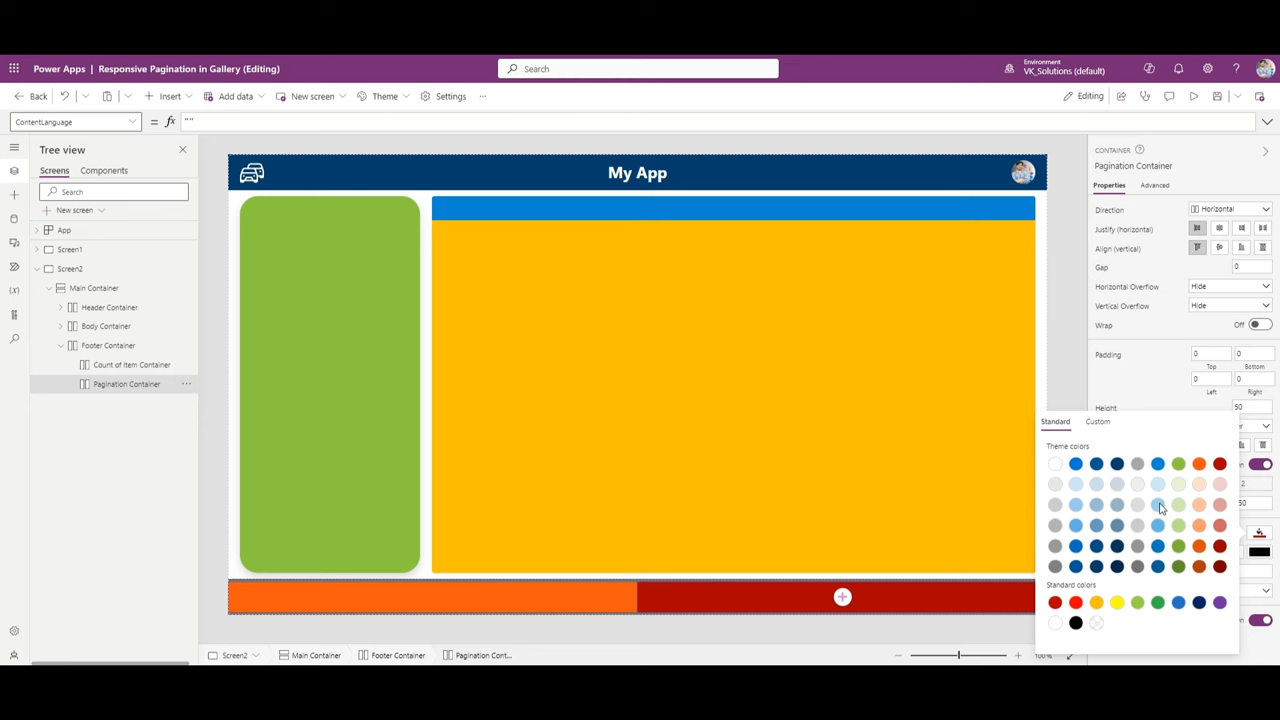 Power Apps | Responsive Pagination in Gallery (Editing)
Search
Environment
VK_Solutions (default)
Back
Insert
Add data
New screen
Theme
Settings
Editing
ContentLanguage
= fx ""
Tree view
Screens
Components
Search
New screen
App
Screen1
Screen2
Main Container
Header Container
Body Container
Footer Container
Count of Item Container
Pagination Container
My App
CONTAINER
Pagination Container
Properties
Advanced
Direction
Horizontal
Justify (horizontal)
Align (vertical)
Gap
0
Horizontal Overflow
Hide
Vertical Overflow
Hide
Wrap
Off
Padding
0
0
Top
Bottom
0
0
Left
Right
Height
50
Standard
Custom
Theme colors
Standard colors
Screen2
Main Container
Footer Container
Pagination Cont...